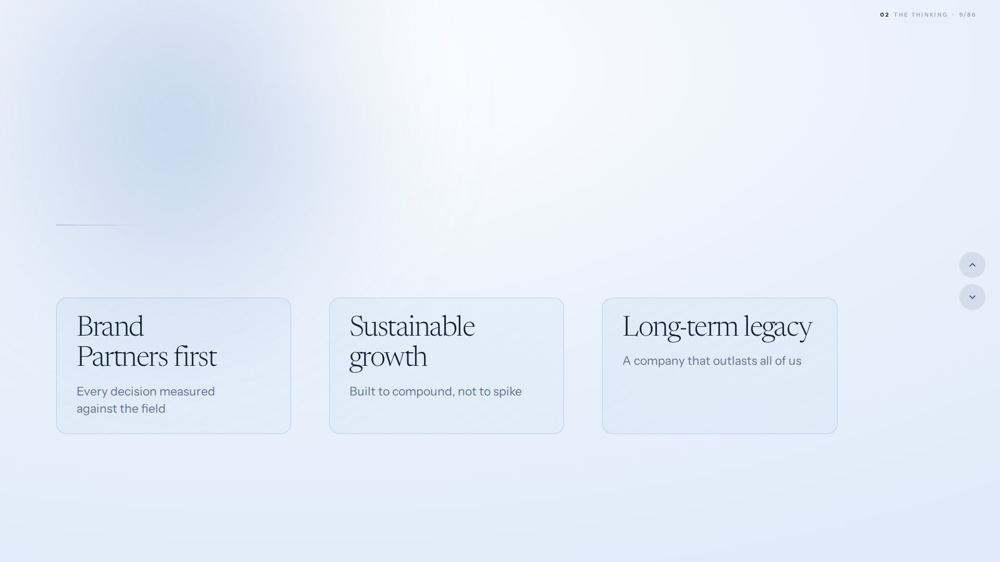 02 THE THINKING · 9/86
Brand
Partners first
Every decision measured
against the field
Sustainable
growth
Built to compound, not to spike
Long-term legacy
A company that outlasts all of us